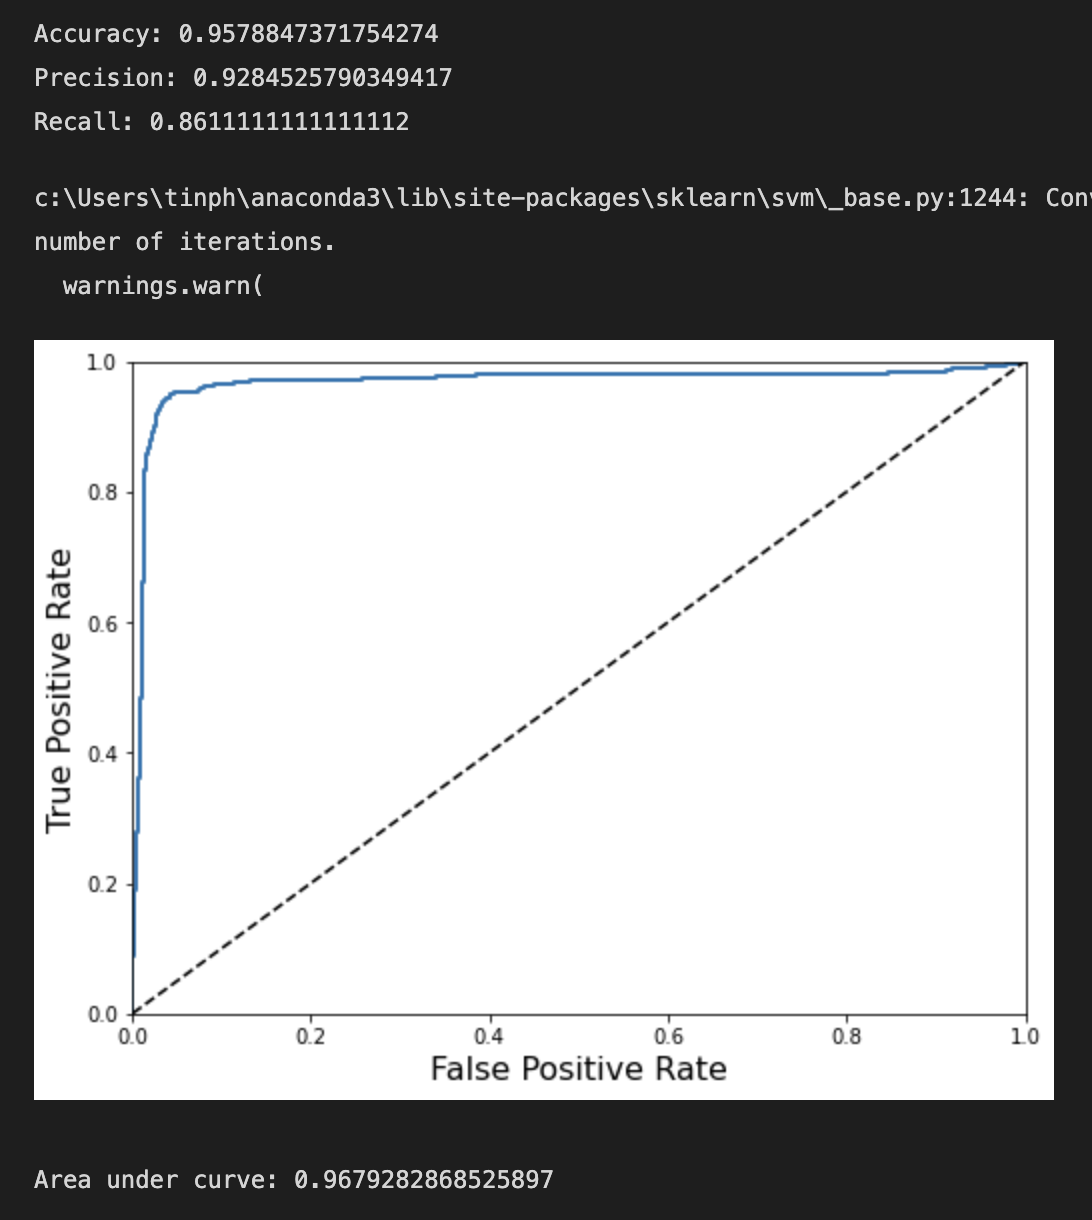 Accuracy: 0.9578847371754274
Precision: 0.9284525790349417
Recall: 0.8611111111111112
c:\Users\tinph\anaconda3\lib\site-packages\sklearn\svm\_base.py:1244: Conv
number of iterations.
warnings.warn(
1.0
0.8
0.6
0.4
0.2
0.0
True Positive Rate
0.0 0.2 0.4 0.6 0.8 1.0
False Positive Rate
Area under curve: 0.9679282868525897